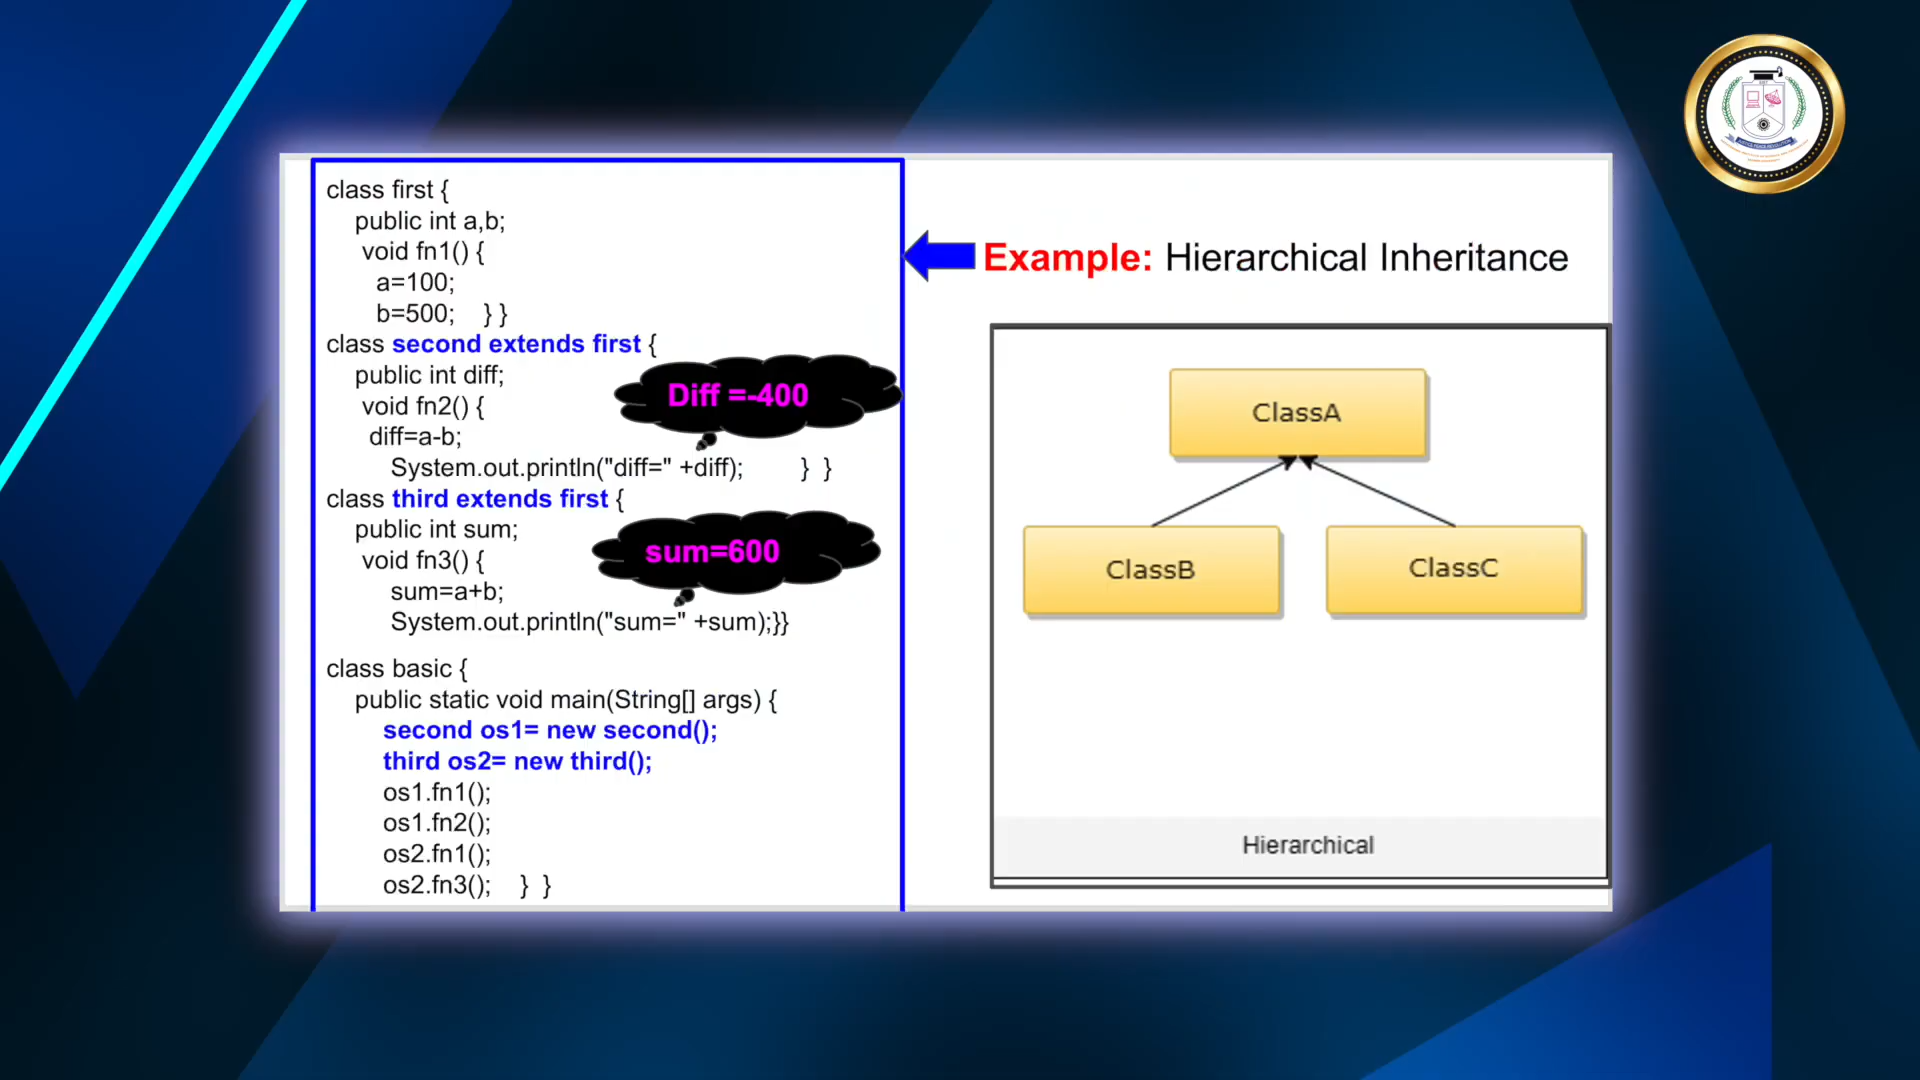 class first {
public int a,b;
void fn1() {
a=100;
b=500; } }
class second extends first {
public int diff;
void fn2() {
diff=a-b;
System.out.println("diff=" +diff); } }
class third extends first {
public int sum;
void fn3() {
sum=a+b;
System.out.println("sum=" +sum);}}
class basic {
public static void main(String[] args) {
second os1= new second();
third os2= new third();
os1.fn1();
os1.fn2();
os2.fn1();
os2.fn3(); } }
Diff =-400
sum=600
Example: Hierarchical Inheritance
ClassA
ClassB
ClassC
Hierarchical